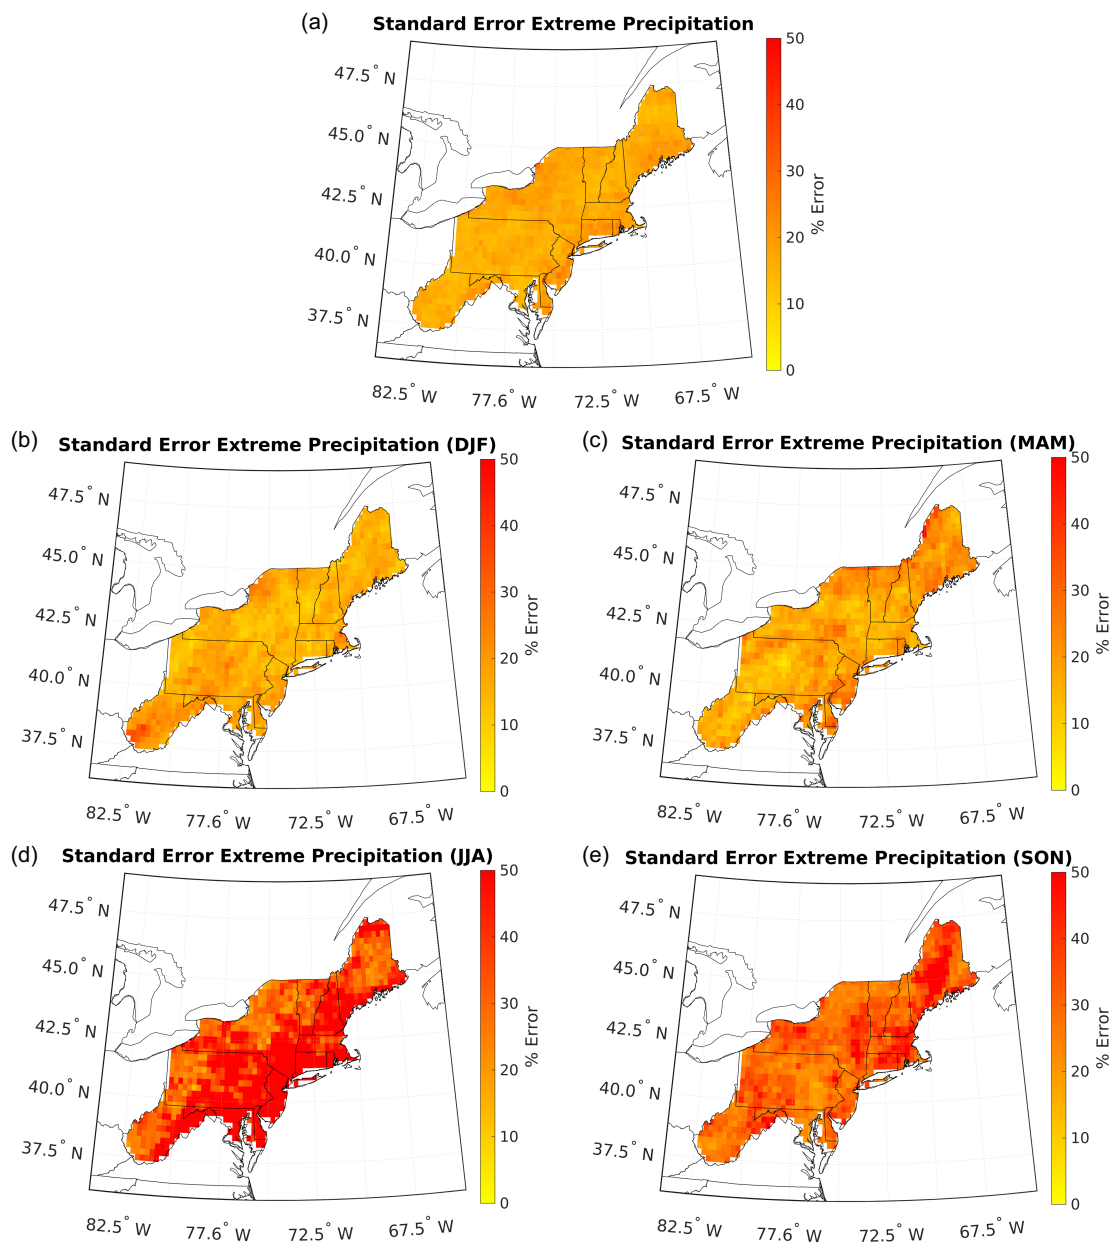 (a) Standard Error Extreme Precipitation
47.5° N
45.0° N
42.5° N
40.0° N
37.5° N
82.5° W 77.6° W 72.5° W 67.5° W
50
40
30
20
10
0
% Error
(b) Standard Error Extreme Precipitation (DJF)
47.5° N
45.0° N
42.5° N
40.0° N
37.5° N
82.5° W 77.6° W 72.5° W 67.5° W
50
40
30
20
10
0
% Error
(c) Standard Error Extreme Precipitation (MAM)
47.5° N
45.0° N
42.5° N
40.0° N
37.5° N
82.5° W 77.6° W 72.5° W 67.5° W
50
40
30
20
10
0
% Error
(d) Standard Error Extreme Precipitation (JJA)
47.5° N
45.0° N
42.5° N
40.0° N
37.5° N
82.5° W 77.6° W 72.5° W 67.5° W
50
40
30
20
10
0
% Error
(e) Standard Error Extreme Precipitation (SON)
47.5° N
45.0° N
42.5° N
40.0° N
37.5° N
82.5° W 77.6° W 72.5° W 67.5° W
50
40
30
20
10
0
% Error